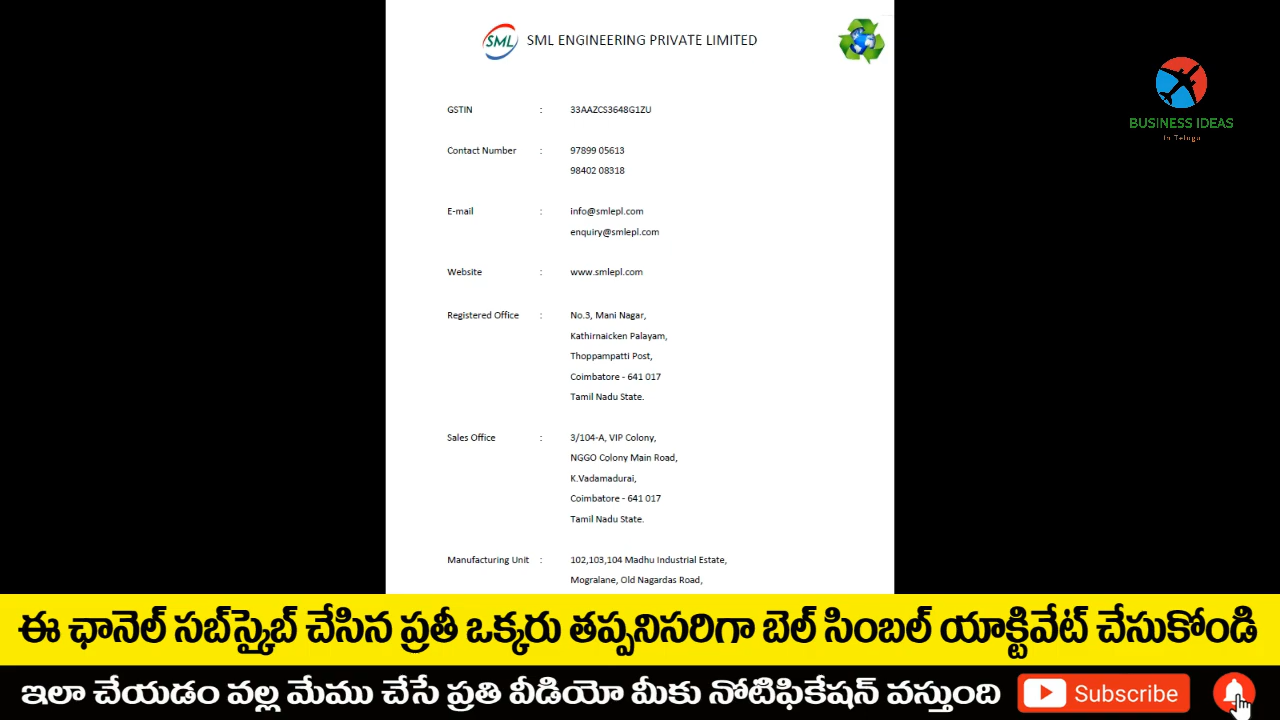 SML SML ENGINEERING PRIVATE LIMITED
BUSINESS IDEAS
In Telugu
GSTIN : 33AAZCS3648G1ZU
Contact Number : 97899 05613
98402 08318
E-mail : info@smlepl.com
enquiry@smlepl.com
Website : www.smlepl.com
Registered Office : No.3, Mani Nagar,
Kathirnaicken Palayam,
Thoppampatti Post,
Coimbatore - 641 017
Tamil Nadu State.
Sales Office : 3/104-A, VIP Colony,
NGGO Colony Main Road,
K.Vadamadurai,
Coimbatore - 641 017
Tamil Nadu State.
Manufacturing Unit : 102,103,104 Madhu Industrial Estate,
Mogralane, Old Nagardas Road,
ఈ ఛానెల్ సబ్‌స్క్రైబ్ చేసిన ప్రతీ ఒక్కరు తప్పనిసరిగా బెల్ సింబల్ యాక్టివేట్ చేసుకోండి
ఇలా చేయడం వల్ల మేము చేసే ప్రతి వీడియో మీకు నోటిఫికేషన్ వస్తుంది Subscribe